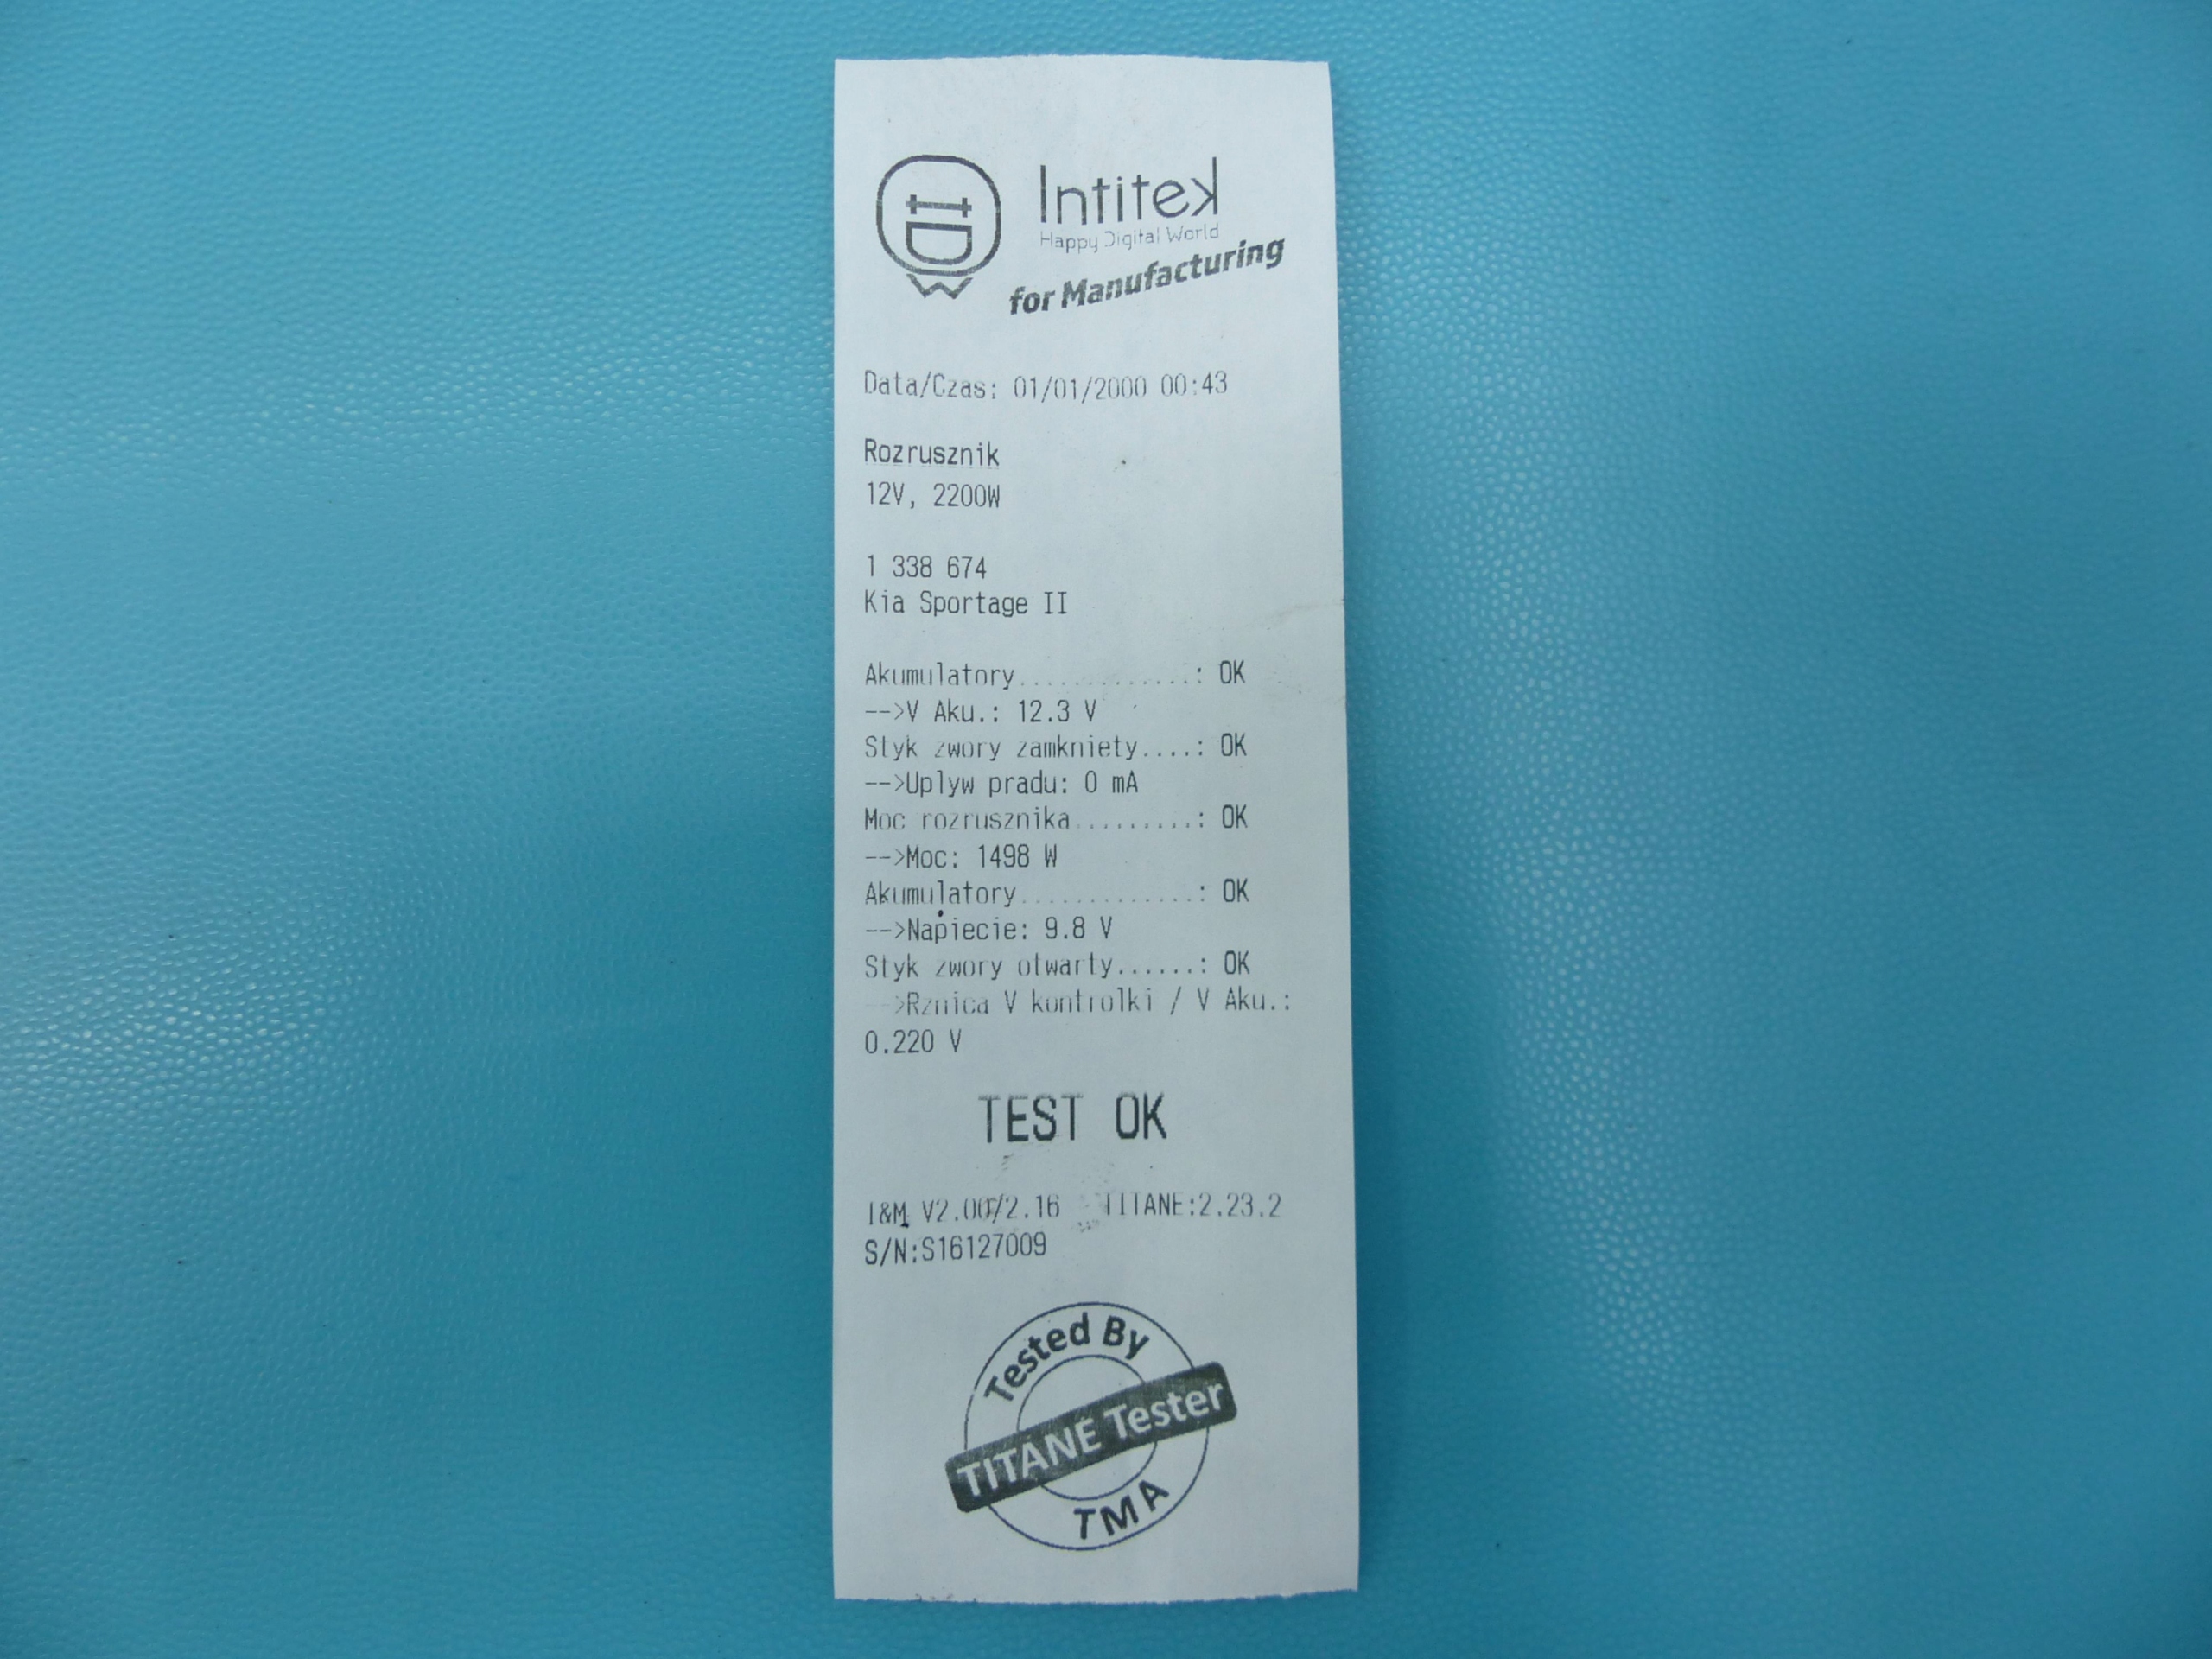 Intitek
Happy Digital World
for Manufacturing
Data/Czas: 01/01/2000 00:43
Rozrusznik
12V, 2200W
1 338 674
Kia Sportage II
Akumulatory.............: OK
-->V Aku.: 12.3 V
Styk zwory zamkniety....: OK
-->Uplyw pradu: 0 mA
Moc rozrusznika.........: OK
-->Moc: 1498 W
Akumulatory.............: OK
-->Napiecie: 9.8 V
Styk zwory otwarty......: OK
-->Rznica V kontrolki / V Aku.:
0.220 V
TEST OK
I&M V2.00/2.16 TITANE:2.23.2
S/N:S16127009
Tested By
TITANE Tester
TMA